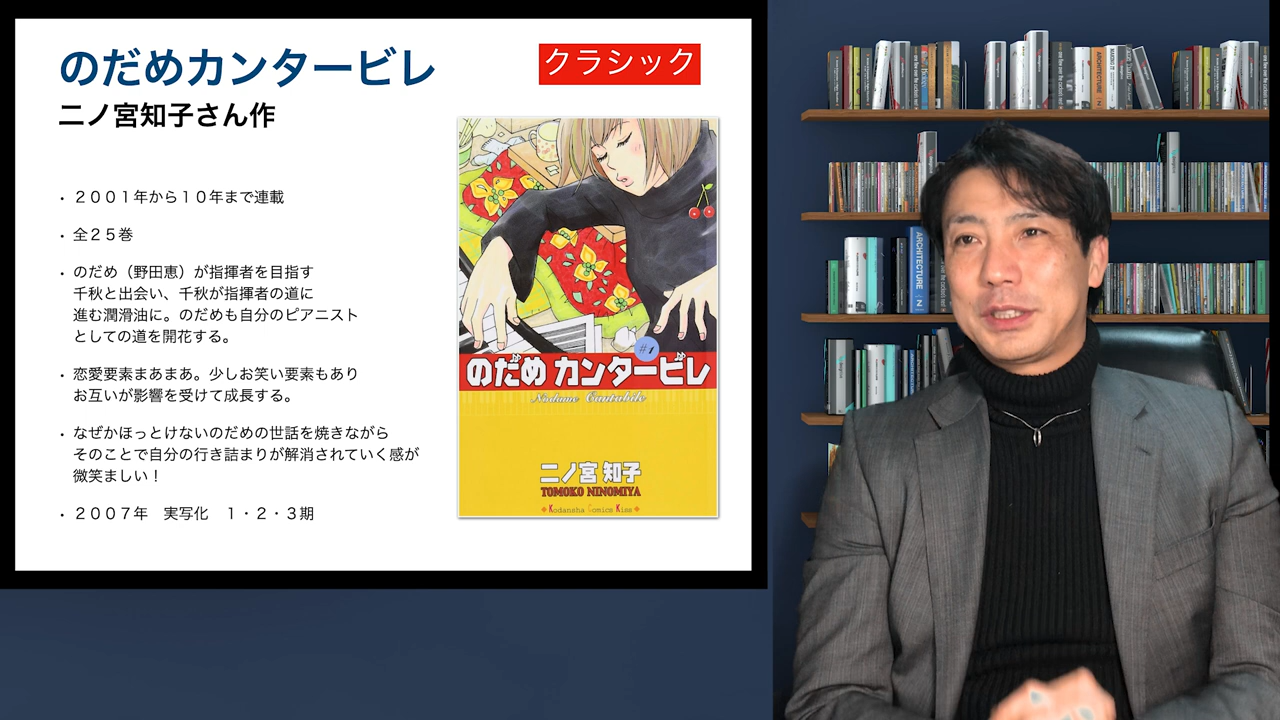 のだめカンタービレ
クラシック
二ノ宮知子さん作
・２００１年から１０年まで連載
・全２５巻
・のだめ（野田恵）が指揮者を目指す
千秋と出会い、千秋が指揮者の道に
進む潤滑油に。のだめも自分のピアニスト
としての道を開花する。
・恋愛要素まあまあ。少しお笑い要素もあり
お互いが影響を受けて成長する。
・なぜかほっとけないのだめの世話を焼きながら
そのことで自分の行き詰まりが解消されていく感が
微笑ましい！
・２００７年　実写化　１・２・３期
#1
のだめ カンタービレ
Nodame Cantabile
二ノ宮 知子
TOMOKO NINOMIYA
Kodansha Comics Kiss
ARCHITECTURE